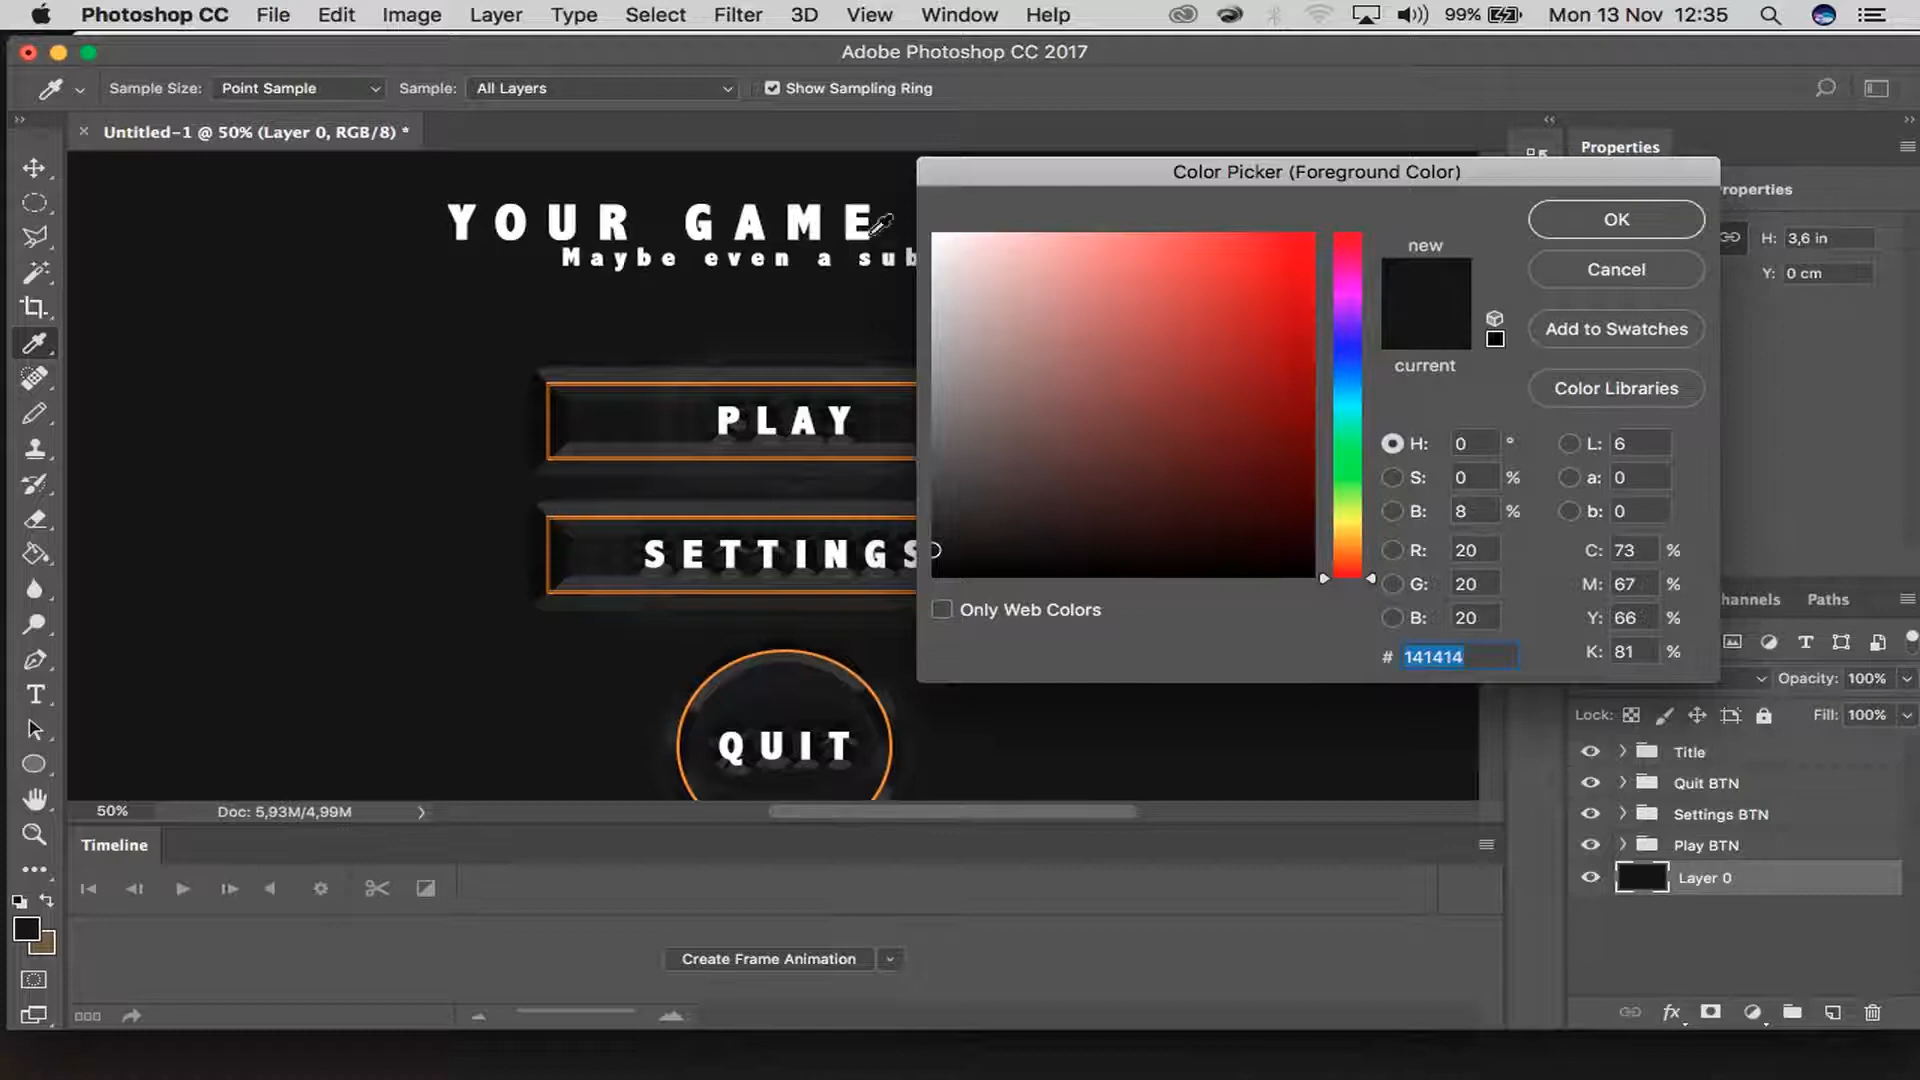 Photoshop CC File Edit Image Layer Type Select Filter 3D View Window Help 99% Mon 13 Nov 12:35
Adobe Photoshop CC 2017
Sample Size: Point Sample Sample: All Layers Show Sampling Ring
Untitled-1 @ 50% (Layer 0, RGB/8) *
Properties
Color Picker (Foreground Color)
roperties
YOUR GAME
Maybe even a sub
H: 3,6 in
Y: 0 cm
new
current
OK
Cancel
Add to Swatches
Color Libraries
PLAY
SETTINGS
QUIT
H: 0 °
S: 0 %
B: 8 %
R: 20
G: 20
B: 20
# 141414
L: 6
a: 0
b: 0
C: 73 %
M: 67 %
Y: 66 %
K: 81 %
Only Web Colors
hannels Paths
Opacity: 100%
Lock: Fill: 100%
Title
Quit BTN
Settings BTN
Play BTN
Layer 0
50% Doc: 5,93M/4,99M
Timeline
Create Frame Animation
fx